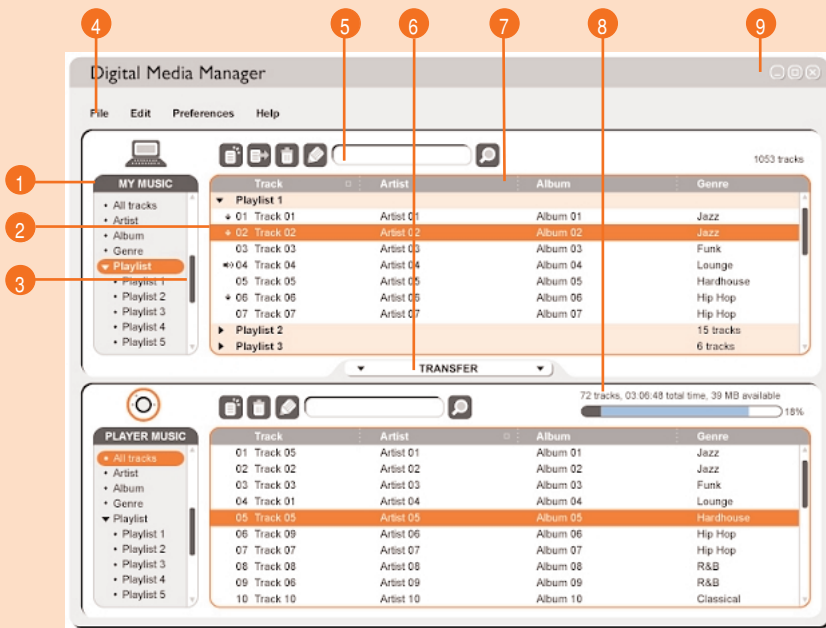 4 5 6 7 8 9
Digital Media Manager
File Edit Preferences Help
1053 tracks
1
MY MUSIC
All tracks
Artist
Album
Genre
Playlist
Playlist 1
Playlist 2
Playlist 3
Playlist 4
Playlist 5
2
3
Track Artist Album Genre
Playlist 1
01 Track 01 Artist 01 Album 01 Jazz
02 Track 02 Artist 02 Album 02 Jazz
03 Track 03 Artist 03 Album 03 Funk
04 Track 04 Artist 04 Album 04 Lounge
05 Track 05 Artist 05 Album 05 Hardhouse
06 Track 06 Artist 06 Album 06 Hip Hop
07 Track 07 Artist 07 Album 07 Hip Hop
Playlist 2 15 tracks
Playlist 3 6 tracks
TRANSFER
72 tracks, 03:06:48 total time, 39 MB available
18%
PLAYER MUSIC
All tracks
Artist
Album
Genre
Playlist
Playlist 1
Playlist 2
Playlist 3
Playlist 4
Playlist 5
Track Artist Album Genre
01 Track 05 Artist 01 Album 01 Jazz
02 Track 02 Artist 02 Album 02 Jazz
03 Track 03 Artist 03 Album 03 Funk
04 Track 01 Artist 04 Album 04 Lounge
05 Track 05 Artist 05 Album 05 Hardhouse
06 Track 09 Artist 06 Album 06 Hip Hop
07 Track 07 Artist 07 Album 07 Hip Hop
08 Track 08 Artist 08 Album 08 R&B
09 Track 06 Artist 09 Album 09 R&B
10 Track 10 Artist 10 Album 10 Classical